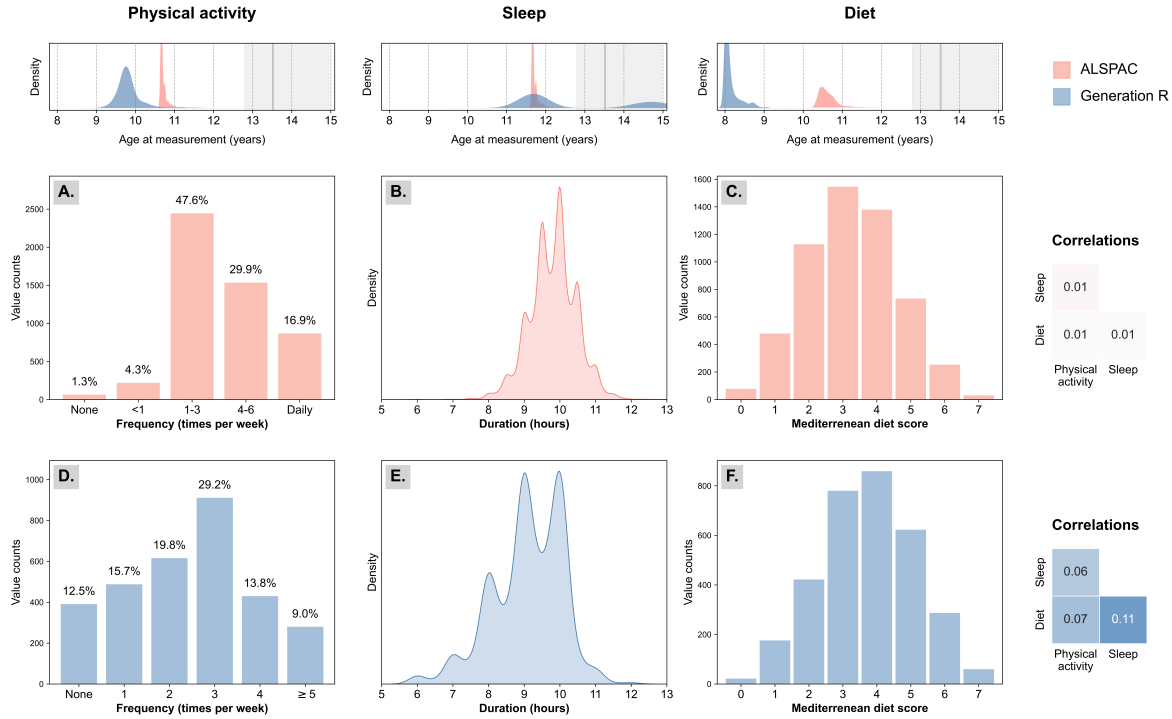 Physical activity
Sleep
Diet
Density
8 9 10 11 12 13 14 15
Age at measurement (years)
Density
8 9 10 11 12 13 14 15
Age at measurement (years)
Density
8 9 10 11 12 13 14 15
Age at measurement (years)
ALSPAC
Generation R
A.
Value counts
0
500
1000
1500
2000
2500
1.3%
4.3%
47.6%
29.9%
16.9%
None <1 1-3 4-6 Daily
Frequency (times per week)
B.
Density
5 6 7 8 9 10 11 12 13
Duration (hours)
C.
Value counts
0
200
400
600
800
1000
1200
1400
1600
0 1 2 3 4 5 6 7
Mediterranean diet score
Correlations
Sleep
0.01
Diet
0.01 0.01
Physical activity
Sleep
D.
Value counts
0
200
400
600
800
1000
12.5%
15.7%
19.8%
29.2%
13.8%
9.0%
None 1 2 3 4 ≥ 5
Frequency (times per week)
E.
Density
5 6 7 8 9 10 11 12 13
Duration (hours)
F.
Value counts
0
200
400
600
800
0 1 2 3 4 5 6 7
Mediterranean diet score
Correlations
Sleep
0.06
Diet
0.07 0.11
Physical activity
Sleep